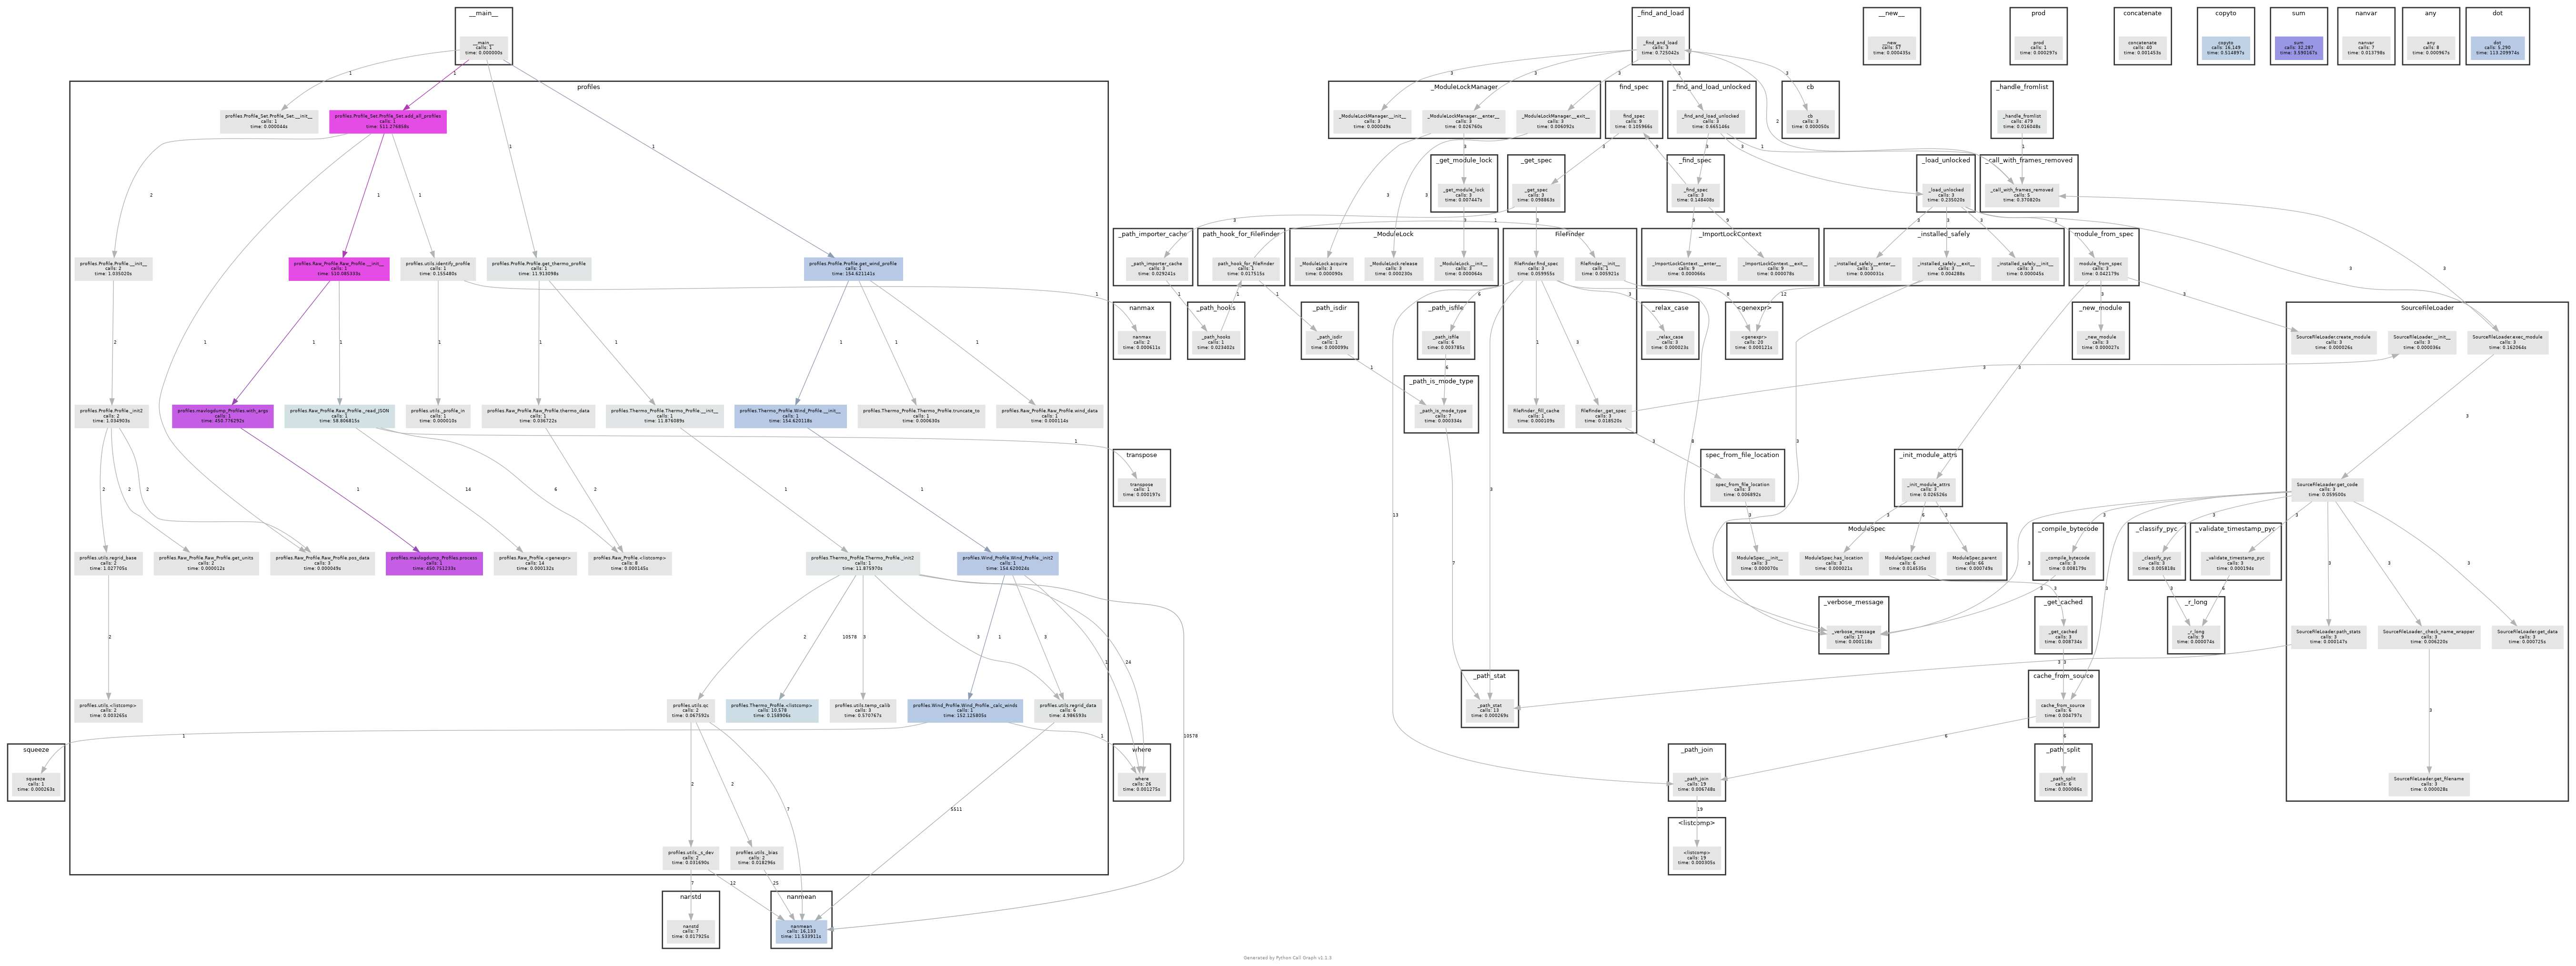 __main__
__main__
calls: 1
time: 0.000000s
_find_and_load
_find_and_load
calls: 3
time: 0.725042s
__new__
__new__
calls: 57
time: 0.000435s
prod
prod
calls: 1
time: 0.000297s
concatenate
concatenate
calls: 40
time: 0.001453s
copyto
copyto
calls: 16,149
time: 0.514897s
sum
sum
calls: 32,287
time: 3.590167s
nanvar
nanvar
calls: 7
time: 0.013798s
any
any
calls: 8
time: 0.000967s
dot
dot
calls: 5,290
time: 110.209974s
profiles
profiles.Profile_Set.Profile_Set.__init__
calls: 1
time: 0.000044s
profiles.Profile_Set.Profile_Set.add_all_profiles
calls: 1
time: 511.276858s
_ModuleLockManager
_ModuleLockManager.__init__
calls: 3
time: 0.000049s
_ModuleLockManager.__enter__
calls: 3
time: 0.026760s
_ModuleLockManager.__exit__
calls: 3
time: 0.006092s
find_spec
find_spec
calls: 9
time: 0.105966s
_find_and_load_unlocked
_find_and_load_unlocked
calls: 3
time: 0.665146s
cb
cb
calls: 3
time: 0.000050s
_handle_fromlist
_handle_fromlist
calls: 479
time: 0.016048s
_get_module_lock
_get_module_lock
calls: 3
time: 0.007447s
_get_spec
_get_spec
calls: 3
time: 0.098863s
_find_spec
_find_spec
calls: 3
time: 0.148408s
_load_unlocked
_load_unlocked
calls: 3
time: 0.235020s
_call_with_frames_removed
_call_with_frames_removed
calls: 5
time: 0.370820s
profiles.Profile.Profile.__init__
calls: 2
time: 1.035020s
profiles.Raw_Profile.Raw_Profile.__init__
calls: 1
time: 510.085333s
profiles.utils.identify_profile
calls: 1
time: 0.155480s
profiles.Profile.Profile.get_thermo_profile
calls: 1
time: 11.913098s
profiles.Profile.Profile.get_wind_profile
calls: 1
time: 154.622141s
_path_importer_cache
_path_importer_cache
calls: 3
time: 0.029241s
path_hook_for_FileFinder
path_hook_for_FileFinder
calls: 1
time: 0.017515s
_ModuleLock
_ModuleLock.acquire
calls: 3
time: 0.000090s
_ModuleLock.release
calls: 3
time: 0.000230s
_ModuleLock.__init__
calls: 3
time: 0.000064s
FileFinder
FileFinder.find_spec
calls: 3
time: 0.059955s
FileFinder.__init__
calls: 1
time: 0.005921s
_ImportLockContext
_ImportLockContext.__enter__
calls: 9
time: 0.000066s
_ImportLockContext.__exit__
calls: 9
time: 0.000078s
_installed_safely
_installed_safely.__enter__
calls: 3
time: 0.000031s
_installed_safely.__exit__
calls: 3
time: 0.004288s
_installed_safely.__init__
calls: 3
time: 0.000045s
module_from_spec
module_from_spec
calls: 3
time: 0.042179s
nanmax
nanmax
calls: 2
time: 0.000611s
_path_hooks
_path_hooks
calls: 1
time: 0.023402s
_path_isdir
_path_isdir
calls: 1
time: 0.000099s
_path_isfile
_path_isfile
calls: 6
time: 0.003785s
_relax_case
_relax_case
calls: 3
time: 0.000023s
<genexpr>
<genexpr>
calls: 20
time: 0.000121s
_new_module
_new_module
calls: 3
time: 0.000027s
SourceFileLoader
SourceFileLoader.create_module
calls: 3
time: 0.000026s
SourceFileLoader.__init__
calls: 3
time: 0.000036s
SourceFileLoader.exec_module
calls: 3
time: 0.162064s
profiles.Profile.Profile._init2
calls: 2
time: 1.034903s
profiles.mavlogdump_Profiles.with_args
calls: 1
time: 450.776292s
profiles.Raw_Profile.Raw_Profile._read_JSON
calls: 1
time: 58.806815s
profiles.utils._profile_in
calls: 1
time: 0.000010s
profiles.Raw_Profile.Raw_Profile.thermo_data
calls: 1
time: 0.036722s
profiles.Thermo_Profile.Thermo_Profile.__init__
calls: 1
time: 11.876089s
profiles.Thermo_Profile.Wind_Profile.__init__
calls: 1
time: 154.620118s
profiles.Thermo_Profile.Thermo_Profile.truncate_to
calls: 1
time: 0.000630s
profiles.Raw_Profile.Raw_Profile.wind_data
calls: 1
time: 0.000114s
_path_is_mode_type
_path_is_mode_type
calls: 7
time: 0.000334s
FileFinder._fill_cache
calls: 1
time: 0.000109s
FileFinder._get_spec
calls: 3
time: 0.018520s
transpose
transpose
calls: 1
time: 0.000197s
spec_from_file_location
spec_from_file_location
calls: 3
time: 0.006892s
_init_module_attrs
_init_module_attrs
calls: 3
time: 0.026526s
SourceFileLoader.get_code
calls: 3
time: 0.059500s
profiles.utils.regrid_base
calls: 2
time: 1.027705s
profiles.Raw_Profile.Raw_Profile.get_units
calls: 2
time: 0.000012s
profiles.Raw_Profile.Raw_Profile.pos_data
calls: 3
time: 0.000049s
profiles.mavlogdump_Profiles.process
calls: 1
time: 450.751233s
profiles.Raw_Profile.<genexpr>
calls: 14
time: 0.000132s
profiles.Raw_Profile.<listcomp>
calls: 8
time: 0.000145s
profiles.Thermo_Profile.Thermo_Profile._init2
calls: 1
time: 11.875970s
profiles.Wind_Profile.Wind_Profile._init2
calls: 1
time: 154.620024s
ModuleSpec
ModuleSpec.__init__
calls: 3
time: 0.000070s
ModuleSpec.has_location
calls: 3
time: 0.000021s
ModuleSpec.cached
calls: 6
time: 0.014535s
ModuleSpec.parent
calls: 66
time: 0.000749s
_compile_bytecode
_compile_bytecode
calls: 3
time: 0.008179s
_classify_pyc
_classify_pyc
calls: 3
time: 0.005818s
_validate_timestamp_pyc
_validate_timestamp_pyc
calls: 3
time: 0.000194s
_verbose_message
_verbose_message
calls: 17
time: 0.000118s
_get_cached
_get_cached
calls: 3
time: 0.008734s
_r_long
_r_long
calls: 9
time: 0.000074s
SourceFileLoader.path_stats
calls: 3
time: 0.000147s
SourceFileLoader._check_name_wrapper
calls: 3
time: 0.006220s
SourceFileLoader.get_data
calls: 3
time: 0.000725s
profiles.utils.<listcomp>
calls: 2
time: 0.003265s
profiles.utils.qc
calls: 2
time: 0.067592s
profiles.Thermo_Profile.<listcomp>
calls: 10,578
time: 0.158906s
profiles.utils.temp_calib
calls: 3
time: 0.570767s
profiles.Wind_Profile.Wind_Profile._calc_winds
calls: 1
time: 152.125805s
profiles.utils.regrid_data
calls: 6
time: 4.986593s
_path_stat
_path_stat
calls: 13
time: 0.000269s
cache_from_source
cache_from_source
calls: 6
time: 0.004797s
squeeze
squeeze
calls: 1
time: 0.000263s
where
where
calls: 26
time: 0.001275s
_path_join
_path_join
calls: 19
time: 0.006748s
_path_split
_path_split
calls: 6
time: 0.000086s
SourceFileLoader.get_filename
calls: 3
time: 0.000028s
profiles.utils._s_dev
calls: 2
time: 0.031690s
profiles.utils._bias
calls: 2
time: 0.018296s
<listcomp>
<listcomp>
calls: 19
time: 0.000305s
nanstd
nanstd
calls: 7
time: 0.017925s
nanmean
nanmean
calls: 16,133
time: 11.533911s
Generated by Python Call Graph v1.1.3